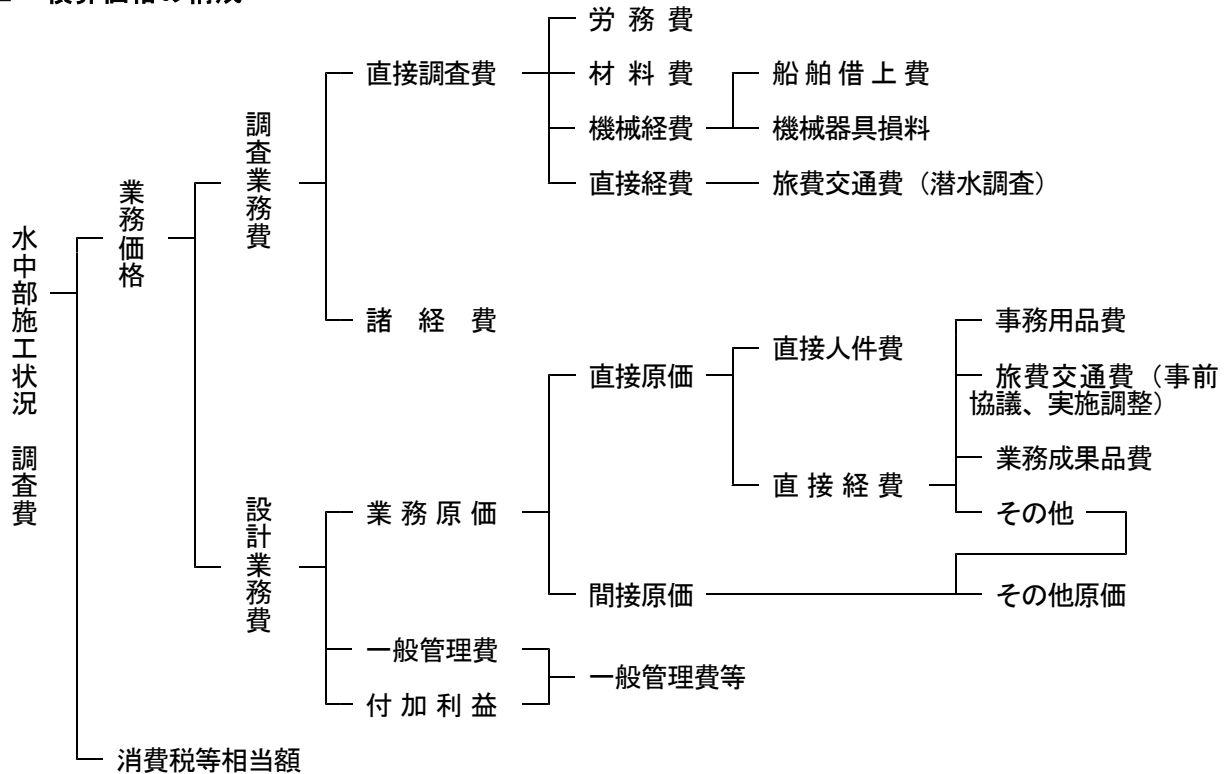 労務費
直接調査費
材料費
船舶借上費
機械経費
機械器具損料
直接経費
旅費交通費（潜水調査）
調査業務費
業務価格
水中部施工状況 調査費
諸経費
事務用品費
直接人件費
直接原価
旅費交通費（事前
協議、実施調整）
業務成果品費
直接経費
業務原価
その他
設計業務費
間接原価
その他原価
一般管理費
一般管理費等
付加利益
消費税等相当額